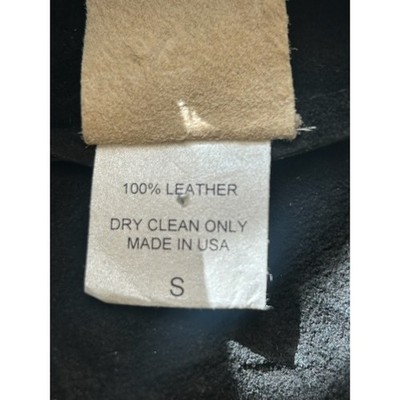 100% LEATHER
DRY CLEAN ONLY
MADE IN USA
S